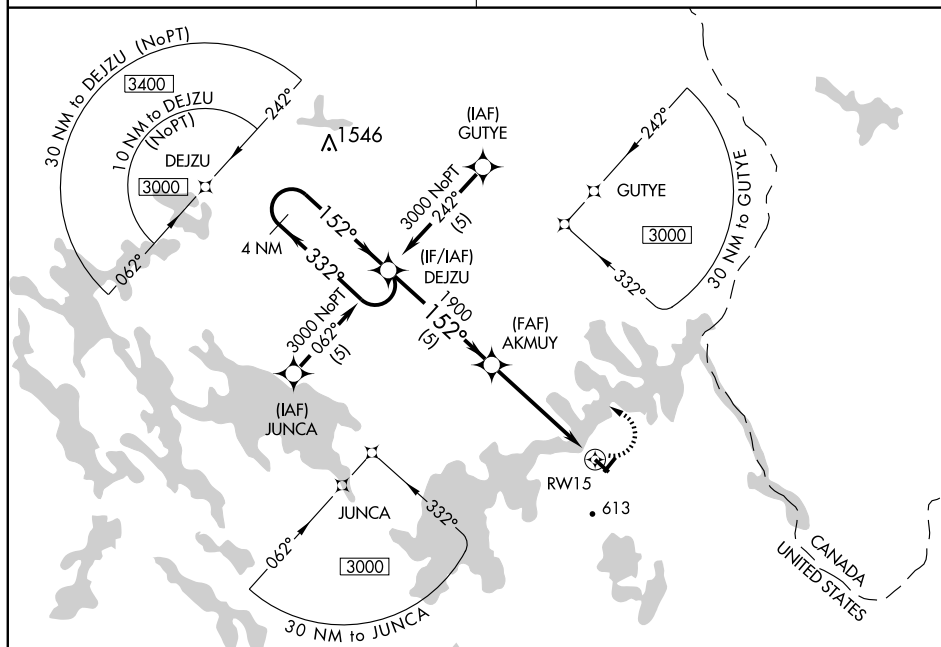 30 NM to DEJZU (NoPT)
3400
10 NM to DEJZU
(NoPT)
242°
DEJZU
3000
062°
1546
(IAF)
GUTYE
3000 NoPT
242°
(5)
152°
4 NM
332°
(IF/IAF)
DEJZU
3000 NoPT
062°
(5)
(IAF)
JUNCA
1900
152°
(5)
(FAF)
AKMUY
242°
GUTYE
3000
332°
30 NM to GUTYE
RW15
613
JUNCA
062°
332°
3000
30 NM to JUNCA
CANADA
UNITED STATES